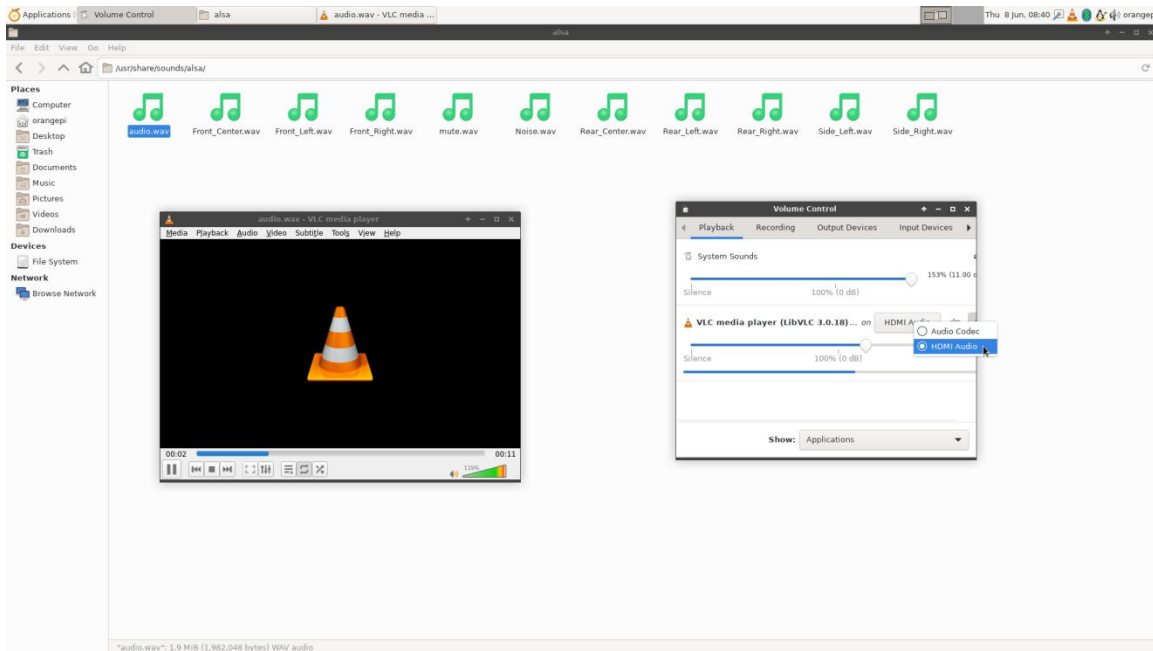 Applications Volume Control alsa audio.wav - VLC media ... Thu 8 Jun, 08:40
alsa
File Edit View Go Help
/usr/share/sounds/alsa/
Places
Computer
orangepi
Desktop
Trash
Documents
Music
Pictures
Videos
Downloads
Devices
File System
Network
Browse Network
audio.wav Front_Center.wav Front_Left.wav Front_Right.wav mute.wav Noise.wav Rear_Center.wav Rear_Left.wav Rear_Right.wav Side_Left.wav Side_Right.wav
audio.wav - VLC media player
Media Playback Audio Video Subtitle Tools View Help
00:02 00:11
119%
Volume Control
Playback Recording Output Devices Input Devices
System Sounds
153% (11.00
Silence 100% (0 dB)
VLC media player (LibVLC 3.0.18)... on HDMI Audio
Audio Codec
HDMI Audio
Silence 100% (0 dB)
Show: Applications
"audio.wav": 1.9 MiB (1,982,048 bytes) WAV audio